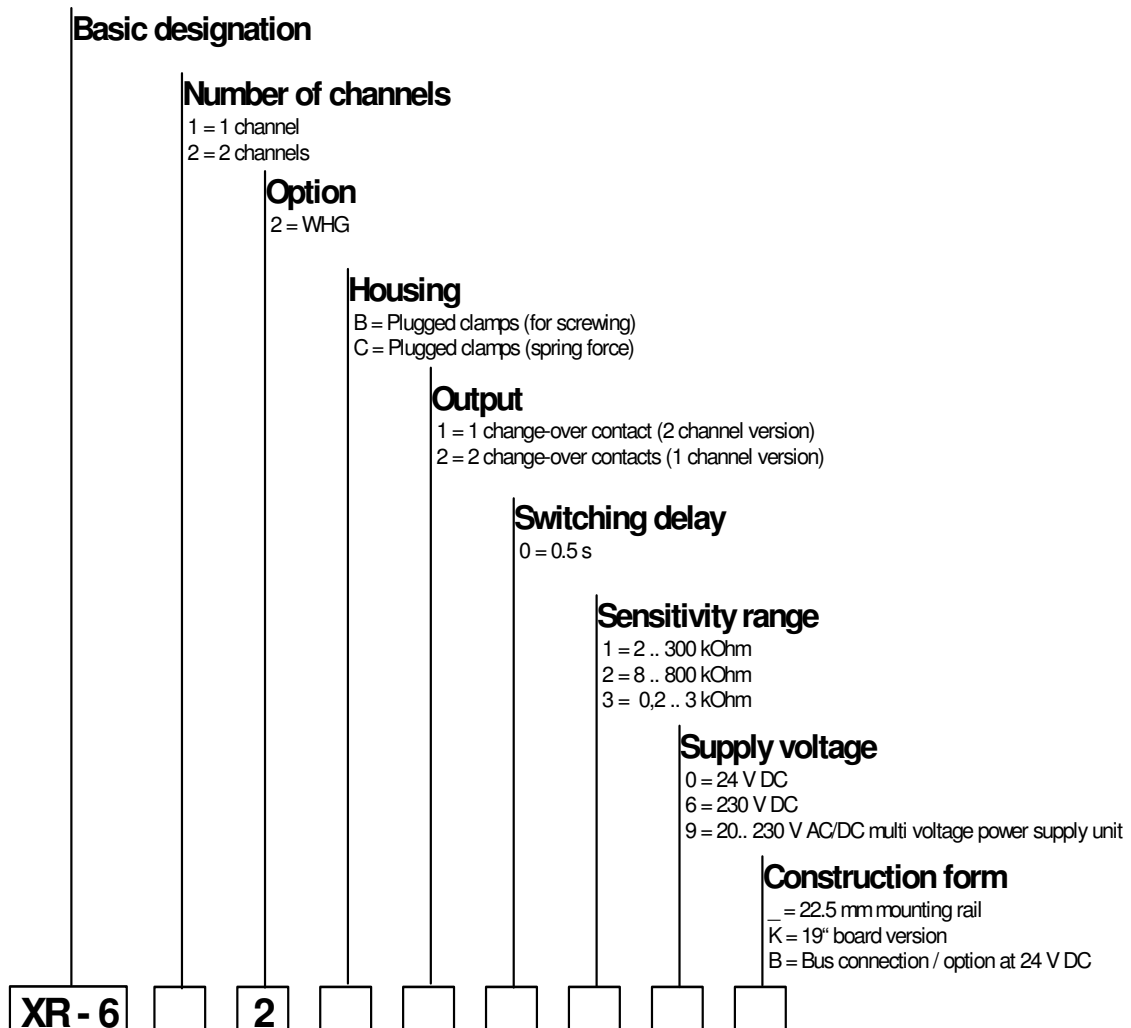 Basic designation
Number of channels
1 = 1 channel
2 = 2 channels
Option
2 = WHG
Housing
B = Plugged clamps (for screwing)
C = Plugged clamps (spring force)
Output
1 = 1 change-over contact (2 channel version)
2 = 2 change-over contacts (1 channel version)
Switching delay
0 = 0.5 s
Sensitivity range
1 = 2 .. 300 kOhm
2 = 8 .. 800 kOhm
3 = 0,2 .. 3 kOhm
Supply voltage
0 = 24 V DC
6 = 230 V DC
9 = 20.. 230 V AC/DC multi voltage power supply unit
Construction form
_ = 22.5 mm mounting rail
K = 19“ board version
B = Bus connection / option at 24 V DC
XR - 6 2